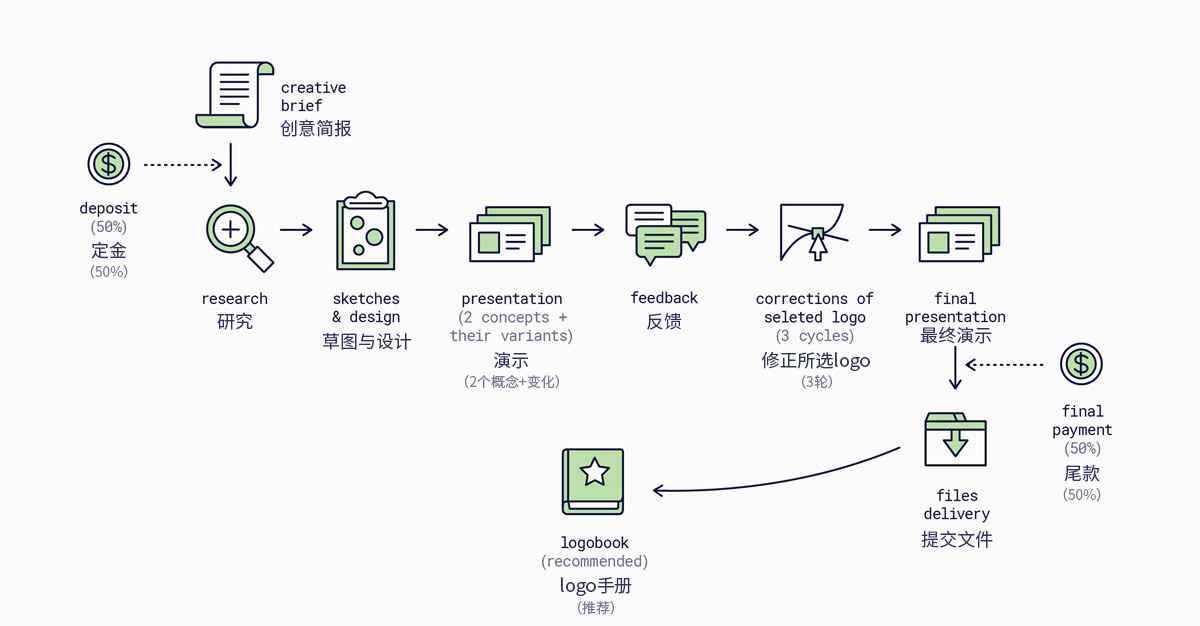 creative
brief
创意简报
deposit
(50%)
定金
(50%)
research
研究
sketches
& design
草图与设计
presentation
(2 concepts +
their variants)
演示
(2个概念+变化)
feedback
反馈
corrections of
seleted logo
(3 cycles)
修正所选logo
(3轮)
final
presentation
最终演示
final
payment
(50%)
尾款
(50%)
files
delivery
提交文件
logobook
(recommended)
logo手册
(推荐)